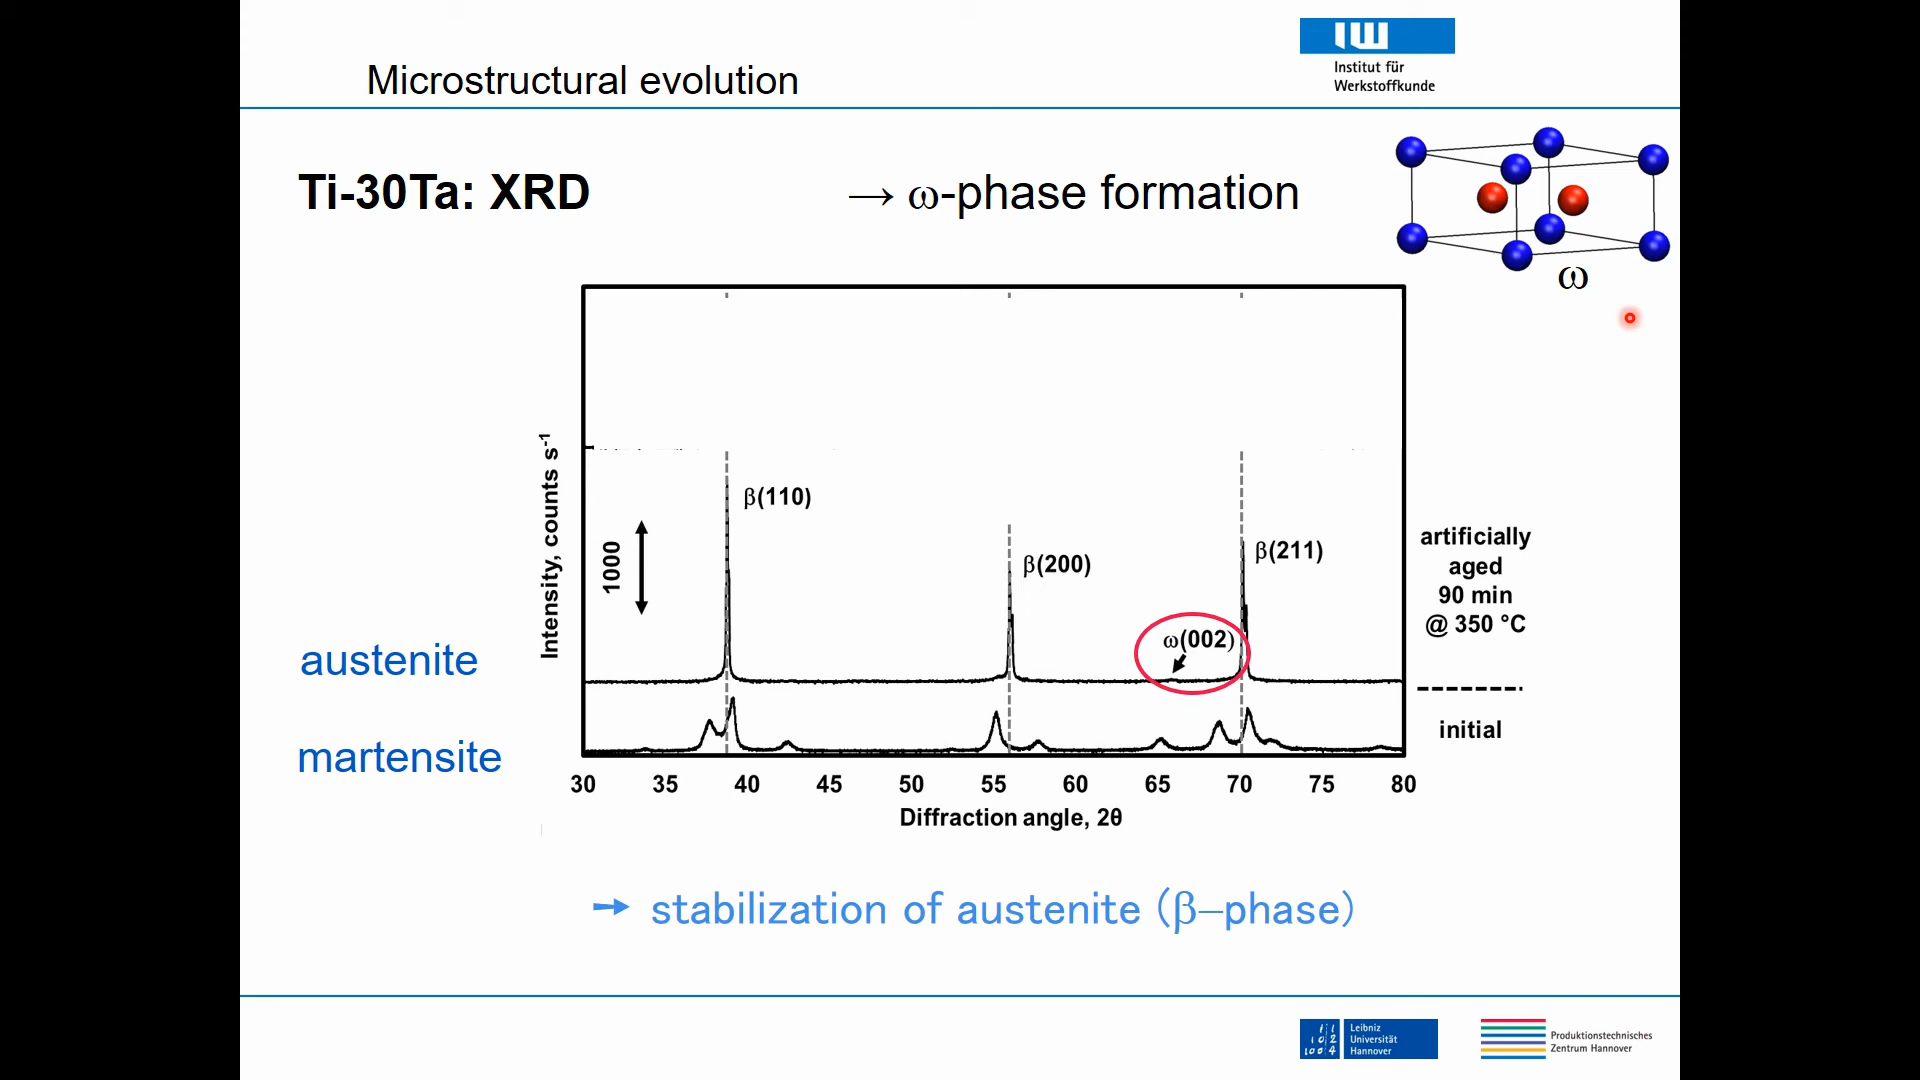 Microstructural evolution
IW
Institut für
Werkstoffkunde
Ti-30Ta: XRD
→ ω-phase formation
ω
Intensity, counts s-1
1000
β(110)
β(200)
β(211)
ω(002)
artificially
aged
90 min
@ 350 °C
initial
austenite
martensite
30 35 40 45 50 55 60 65 70 75 80
Diffraction angle, 2θ
➙ stabilization of austenite (β–phase)
Leibniz
Universität
Hannover
Produktionstechnisches
Zentrum Hannover